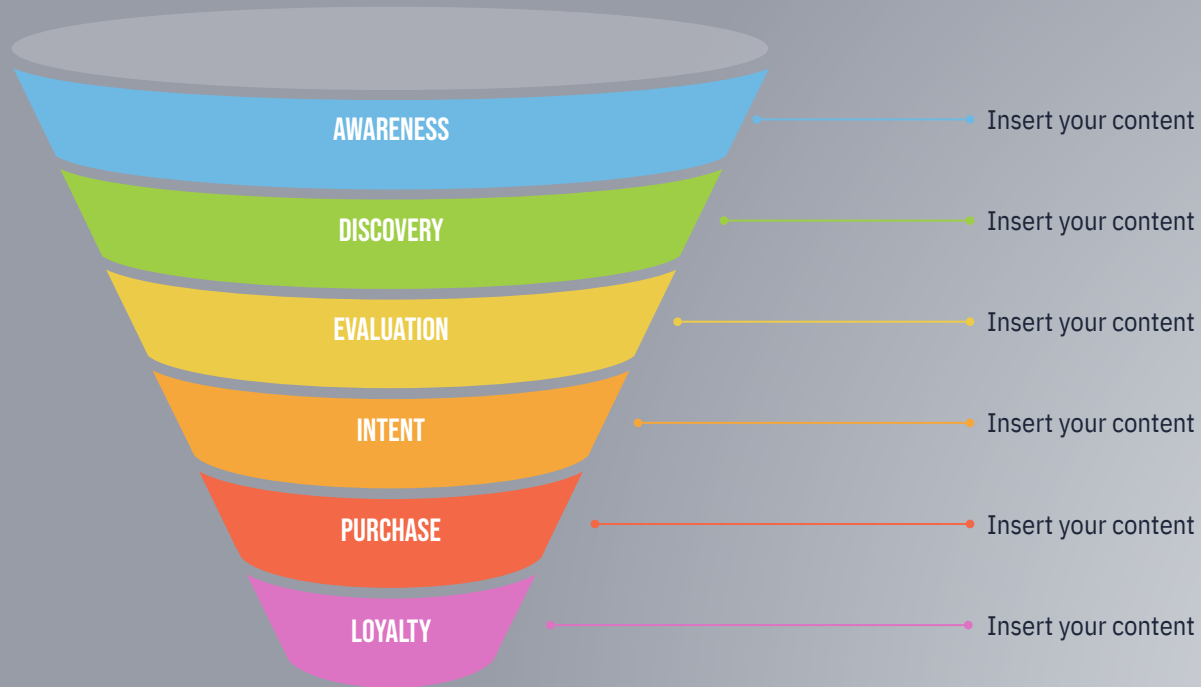 AWARENESS
Insert your content
DISCOVERY
Insert your content
EVALUATION
Insert your content
INTENT
Insert your content
PURCHASE
Insert your content
LOYALTY
Insert your content